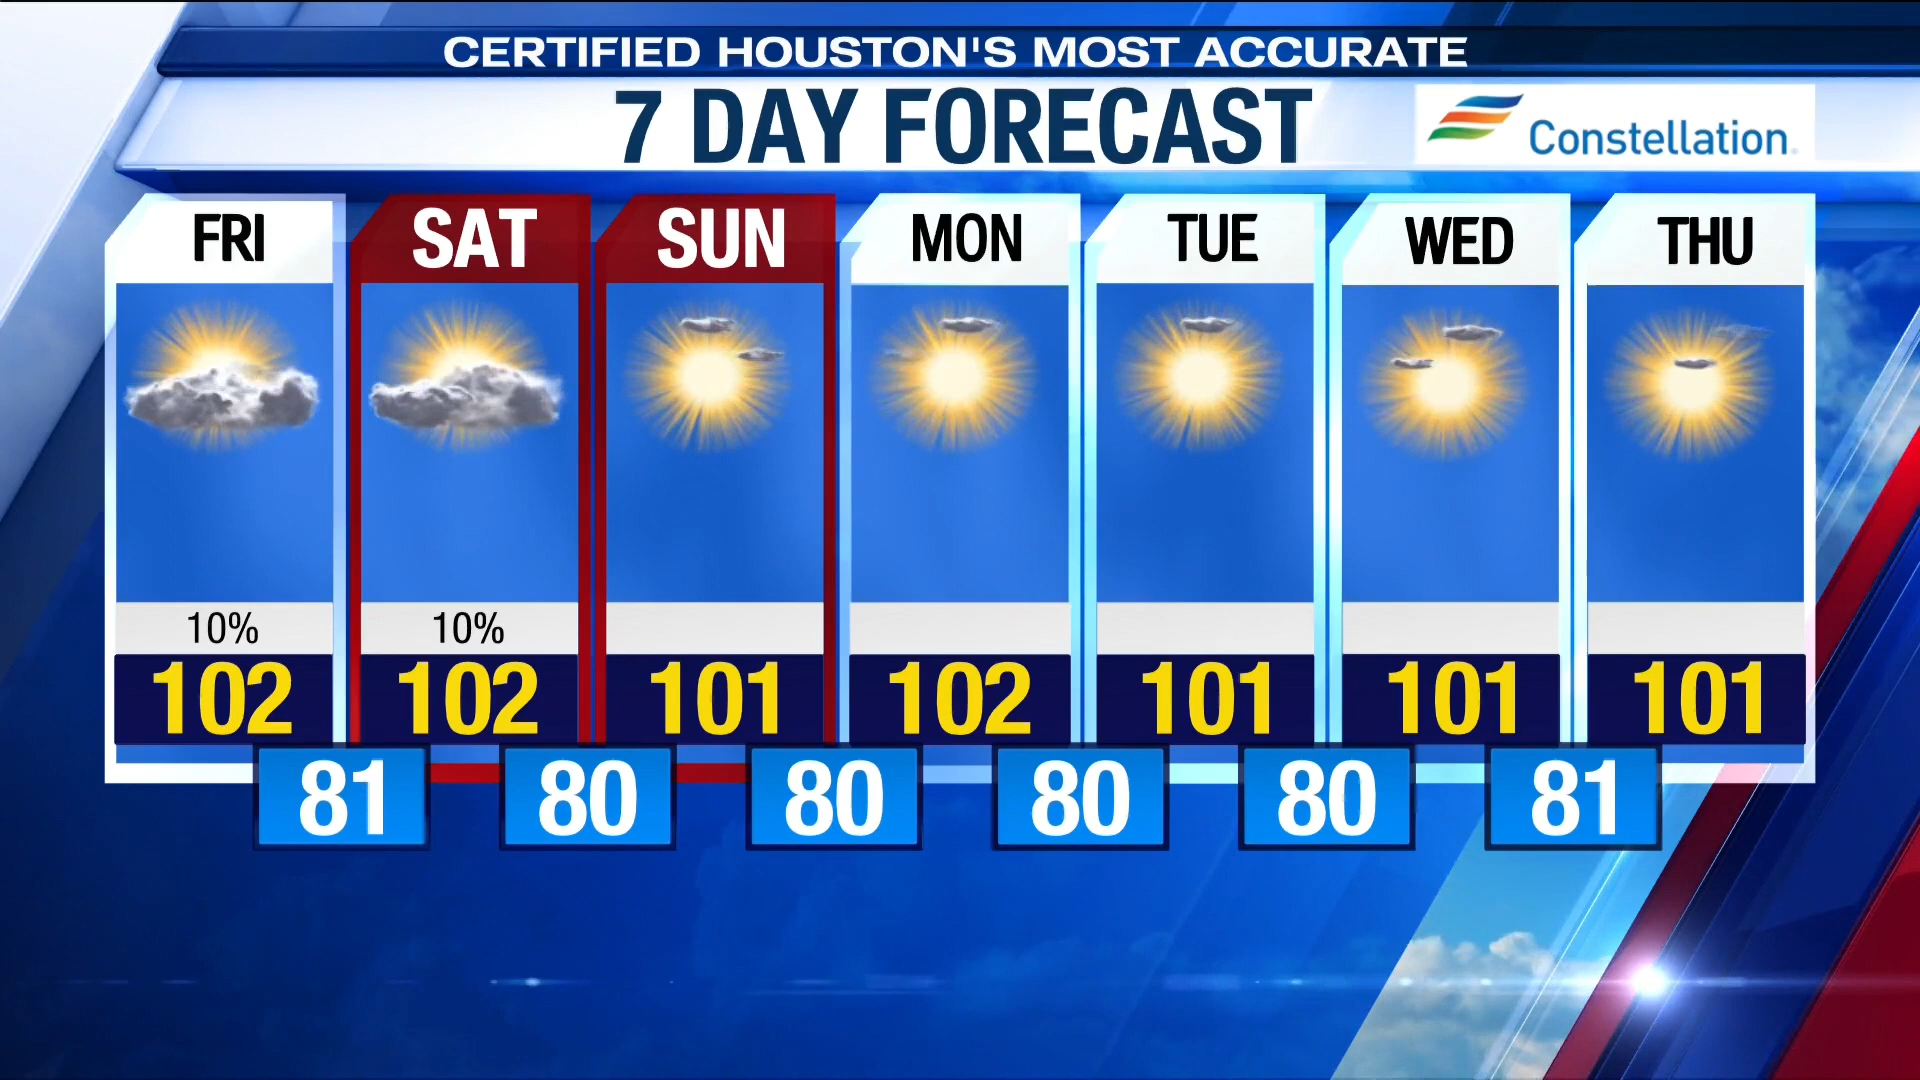 CERTIFIED HOUSTON'S MOST ACCURATE
7 DAY FORECAST
Constellation
FRI SAT SUN MON TUE WED THU
10% 10%
102 102 101 102 101 101 101
81 80 80 80 80 81